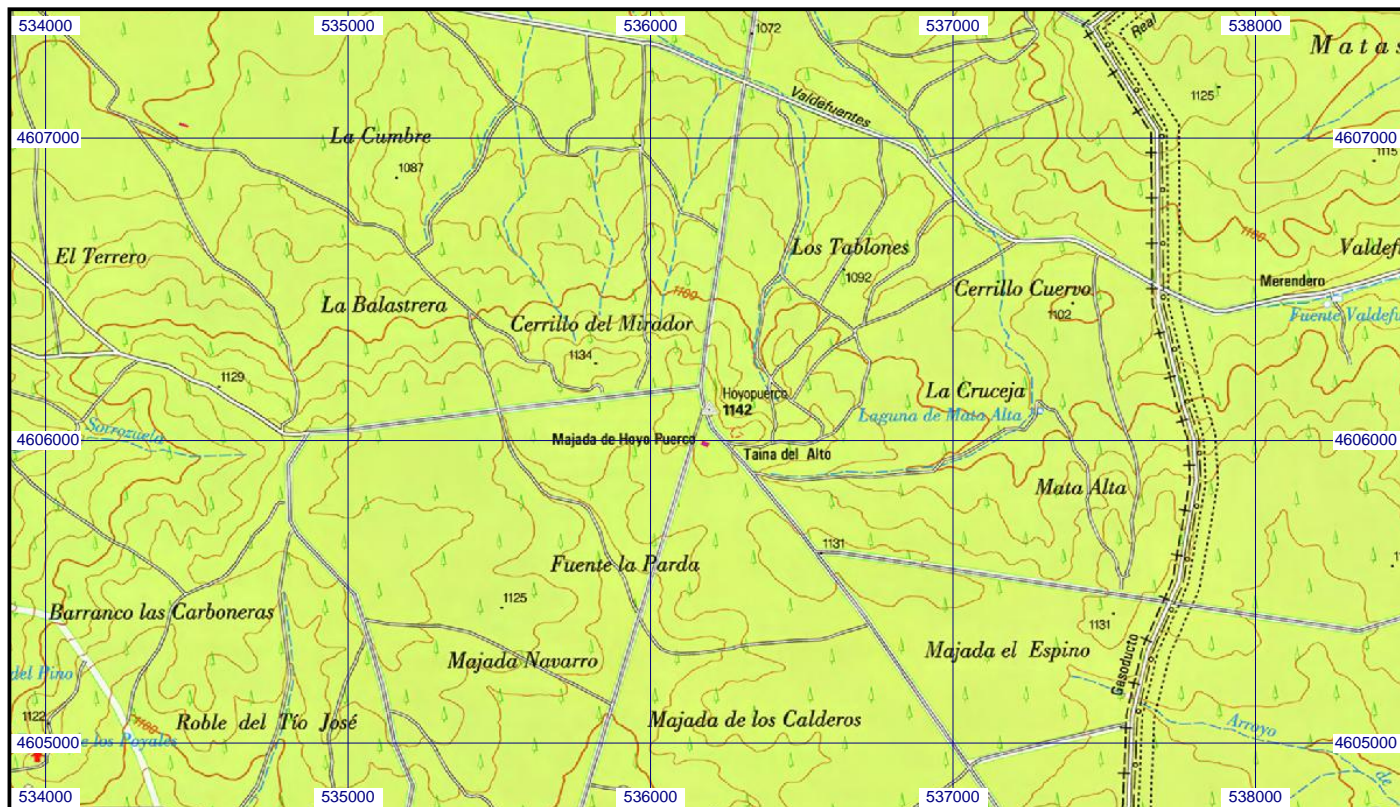 534000
535000
536000
537000
538000
1072
Real
Matas
1125
Valdefuentes
4607000
La Cumbre
4607000
1115
1087
El Terrero
Los Tablones
1100
Valdefu
1092
Merendero
Cerrillo Cuervo
1100
La Balastrera
1102
Fuente Valdefu
Cerrillo del Mirador
1134
1129
Hoyopuerco
1142
La Cruceja
Laguna de Mata Alta
Sorrozuela
4606000
Majada de Hoyo Puerco
Taina del Alto
4606000
Mata Alta
1131
Fuente la Parda
1125
Barranco las Carboneras
1131
Majada el Espino
Gasoducto
Majada Navarro
del Pino
1122
1100
Roble del Tío José
Majada de los Calderos
Arroyo
4605000
e los Poyales
4605000
de
534000
535000
536000
537000
538000